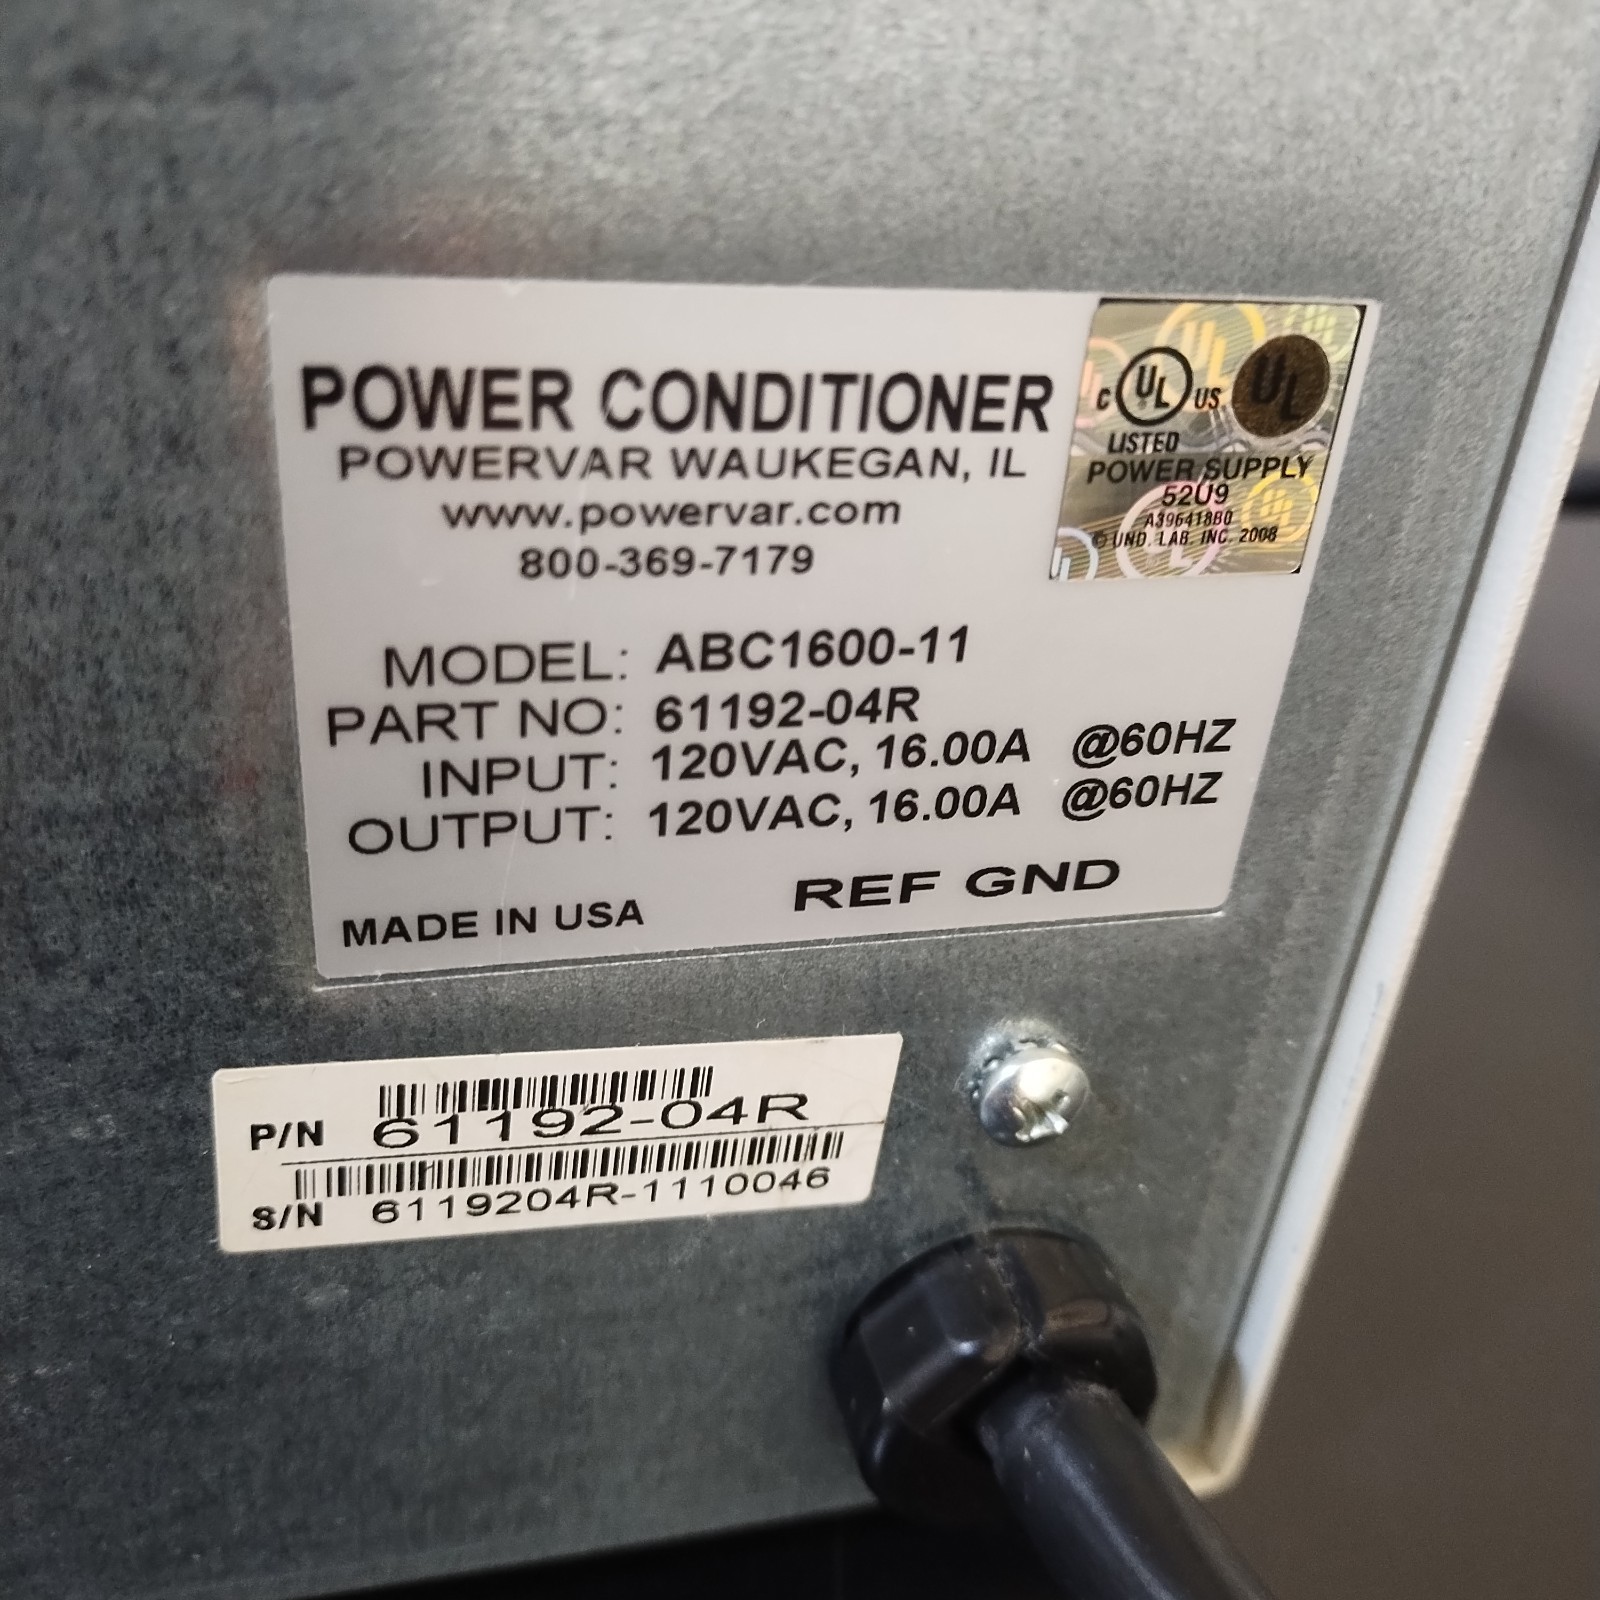 POWER CONDITIONER
POWERVAR WAUKEGAN, IL
www.powervar.com
800-369-7179
C UL US UL
LISTED
POWER SUPPLY
52U9
A396418B0
© UND. LAB. INC. 2008
MODEL: ABC1600-11
PART NO: 61192-04R
INPUT: 120VAC, 16.00A @60HZ
OUTPUT: 120VAC, 16.00A @60HZ
MADE IN USA REF GND
P/N 61192-04R
S/N 6119204R-1110046